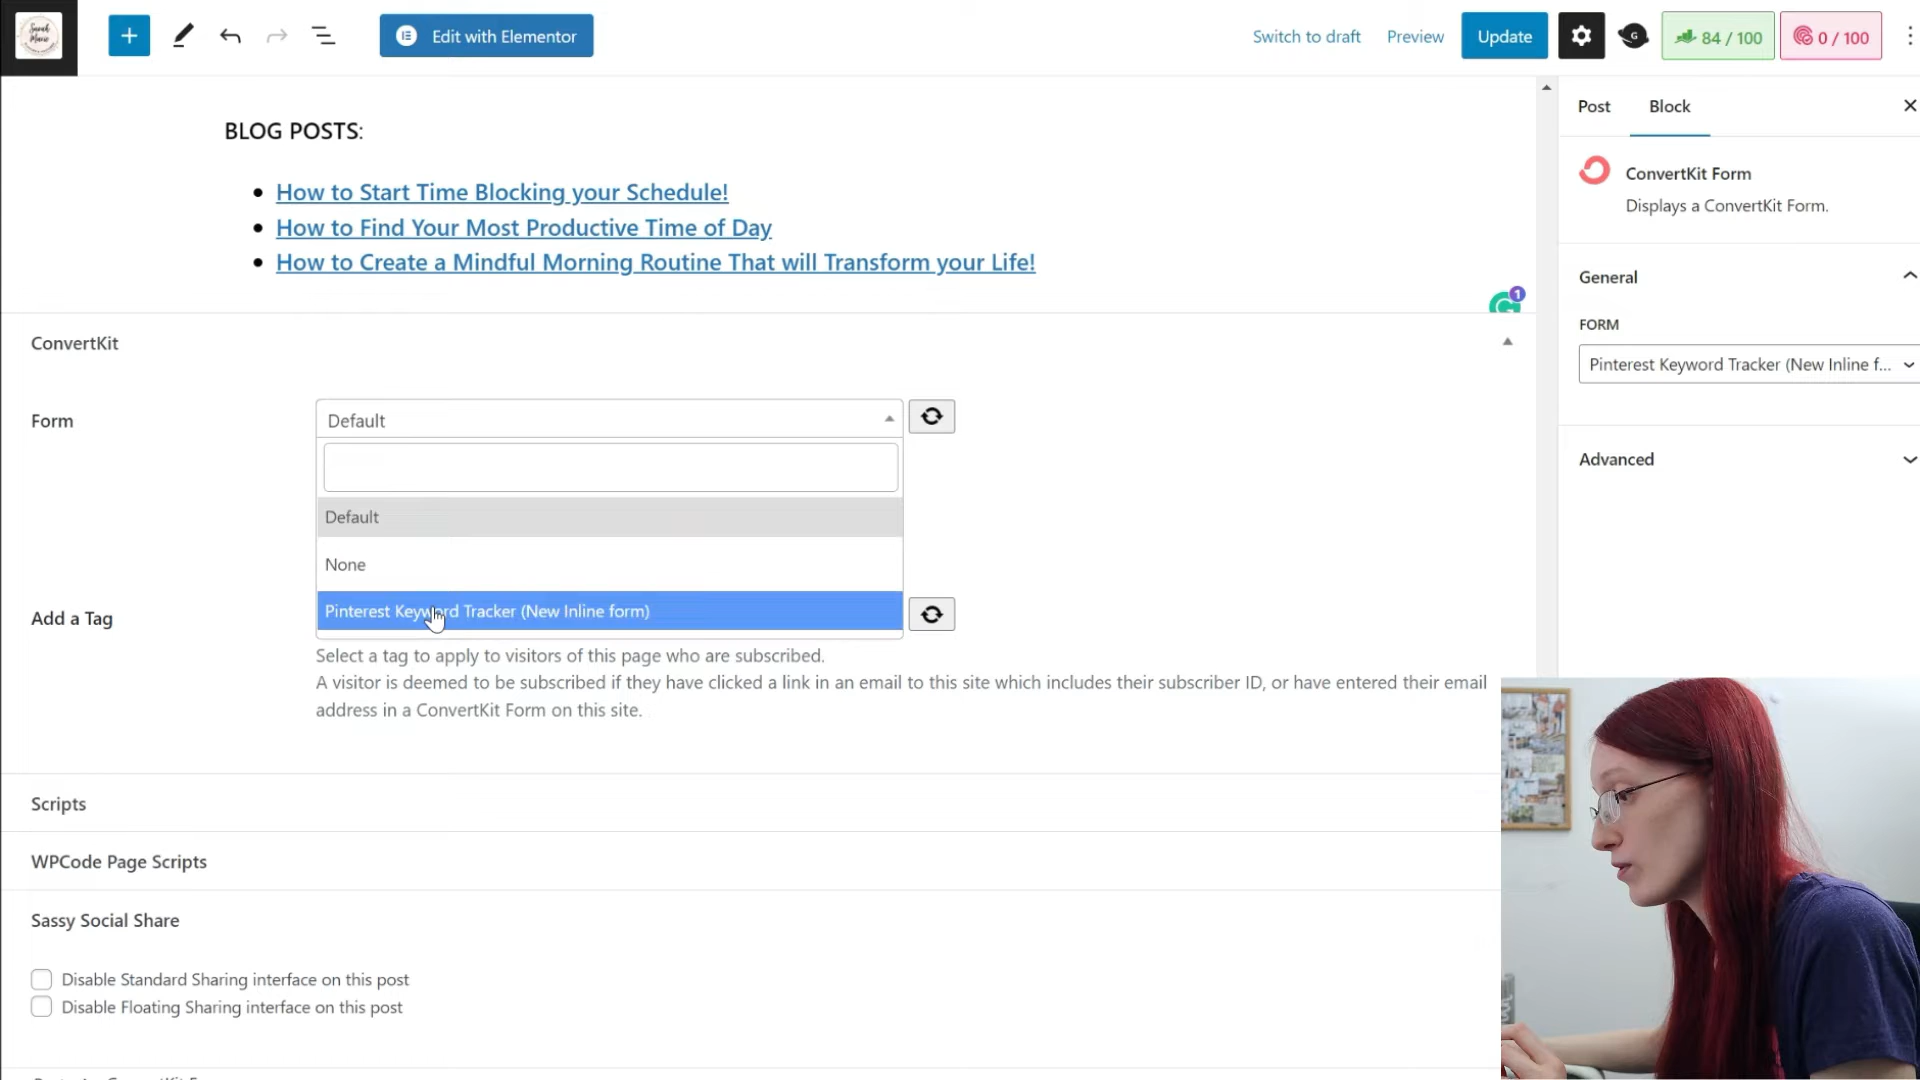 Sarah
Marie
Edit with Elementor
Switch to draft
Preview
Update
G
84 / 100
0 / 100
BLOG POSTS:
How to Start Time Blocking your Schedule!
How to Find Your Most Productive Time of Day
How to Create a Mindful Morning Routine That will Transform your Life!
1
ConvertKit
Form
Default
Default
None
Pinterest Keyword Tracker (New Inline form)
Add a Tag
Select a tag to apply to visitors of this page who are subscribed.
A visitor is deemed to be subscribed if they have clicked a link in an email to this site which includes their subscriber ID, or have entered their email
address in a ConvertKit Form on this site.
Scripts
WPCode Page Scripts
Sassy Social Share
Disable Standard Sharing interface on this post
Disable Floating Sharing interface on this post
Post
Block
ConvertKit Form
Displays a ConvertKit Form.
General
FORM
Pinterest Keyword Tracker (New Inline f...
Advanced